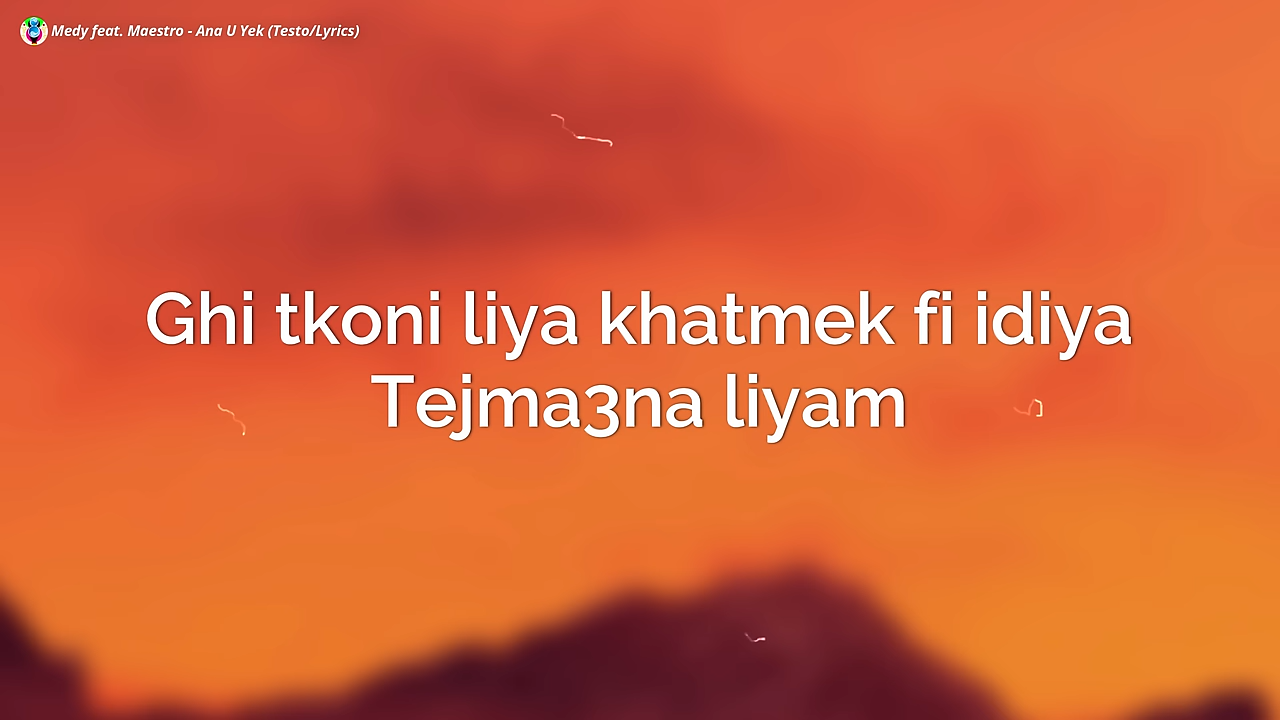 Medy feat. Maestro - Ana U Yek (Testo/Lyrics)
Ghi tkoni liya khatmek fi idiya
Tejma3na liyam